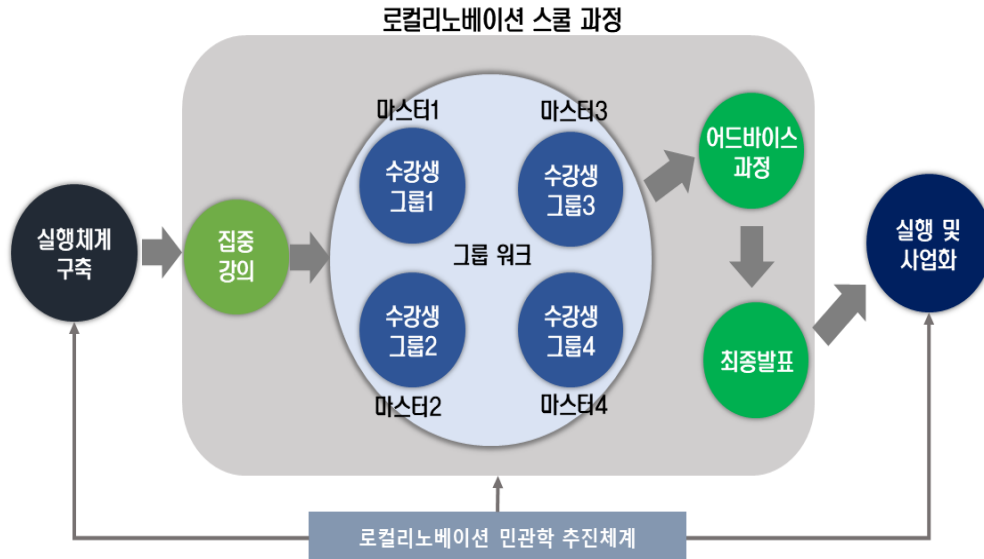 로컬리노베이션 스쿨 과정
실행체계
구축
집중
강의
마스터1
수강생
그룹1
마스터3
수강생
그룹3
그룹 워크
수강생
그룹2
마스터2
수강생
그룹4
마스터4
어드바이스
과정
최종발표
실행 및
사업화
로컬리노베이션 민관학 추진체계